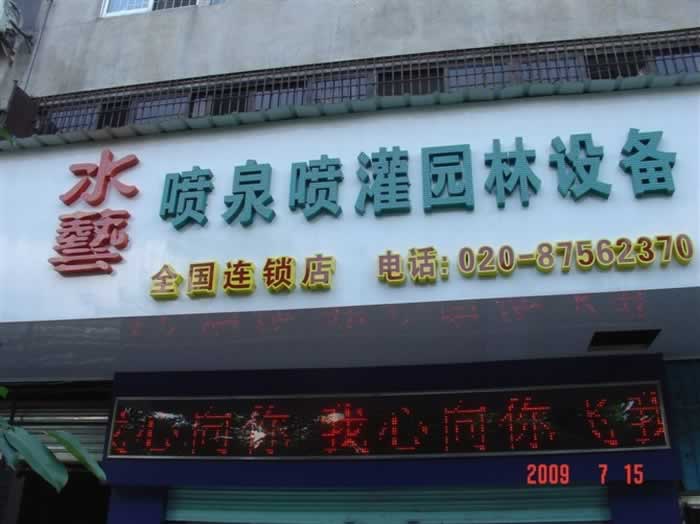 水藝
喷泉喷灌园林设备
全国连锁店 电话:020-87562370
心向你 我心向你
2009 7 15